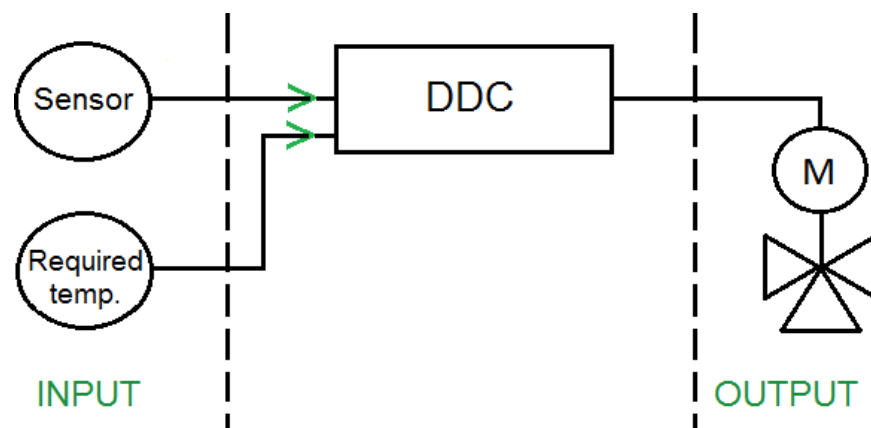 Sensor
DDC
M
Required
temp.
INPUT
OUTPUT